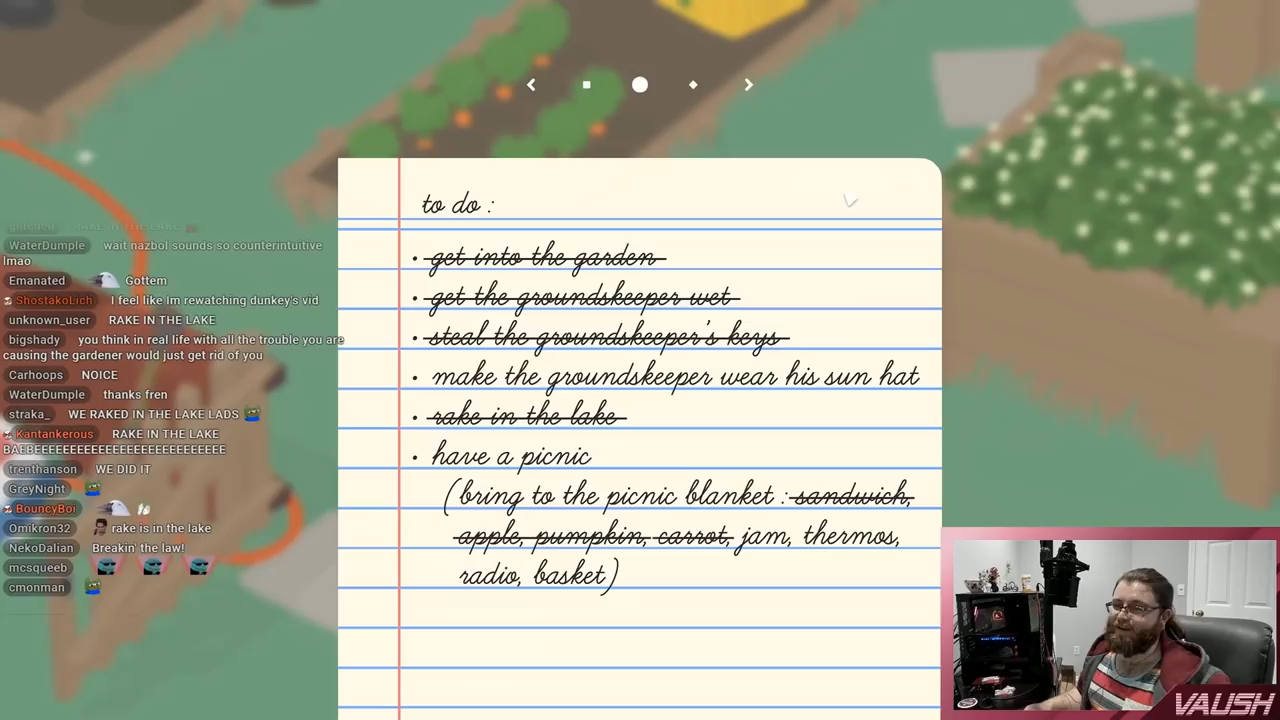 to do :
• get into the garden
• get the groundskeeper wet
• steal the groundskeeper's keys
• make the groundskeeper wear his sun hat
• rake in the lake
• have a picnic
(bring to the picnic blanket : sandwich,
apple, pumpkin, carrot, jam, thermos,
radio, basket)
WaterDumple wait nazbol sounds so counterintuitive
lmao
Emanated Gottem
ShostakoLich I feel like Im rewatching dunkey's vid
unknown_user RAKE IN THE LAKE
bigshady you think in real life with all the trouble you are
causing the gardener would just get rid of you
Carhoops NOICE
WaterDumple thanks fren
straka_ WE RAKED IN THE LAKE LADS
Kantankerous RAKE IN THE LAKE
trenthanson WE DID IT
GreyNight
BouncyBoi
Omikron32 rake is in the lake
NekoDalian Breakin' the law!
mcsqueeb
cmonman
VAUSH